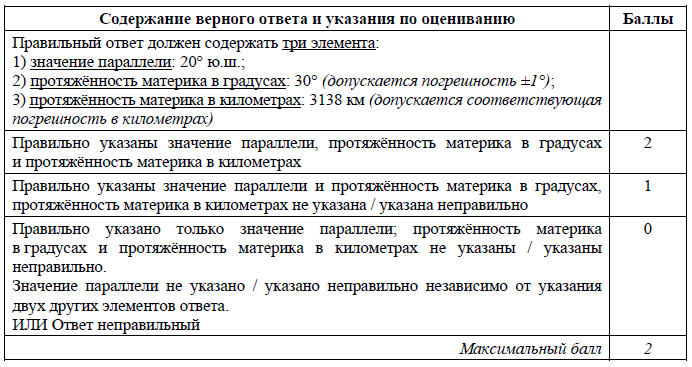 Содержание верного ответа и указания по оцениванию Баллы
Правильный ответ должен содержать три элемента:
1) значение параллели: 20° ю.ш.;
2) протяжённость материка в градусах: 30° (допускается погрешность ±1°);
3) протяжённость материка в километрах: 3138 км (допускается соответствующая
погрешность в километрах)
Правильно указаны значение параллели, протяжённость материка в градусах 2
и протяжённость материка в километрах
Правильно указаны значение параллели и протяжённость материка в градусах, 1
протяжённость материка в километрах не указана / указана неправильно
Правильно указано только значение параллели; протяжённость материка 0
в градусах и протяжённость материка в километрах не указаны / указаны
неправильно.
Значение параллели не указано / указано неправильно независимо от указания
двух других элементов ответа.
ИЛИ Ответ неправильный
Максимальный балл 2